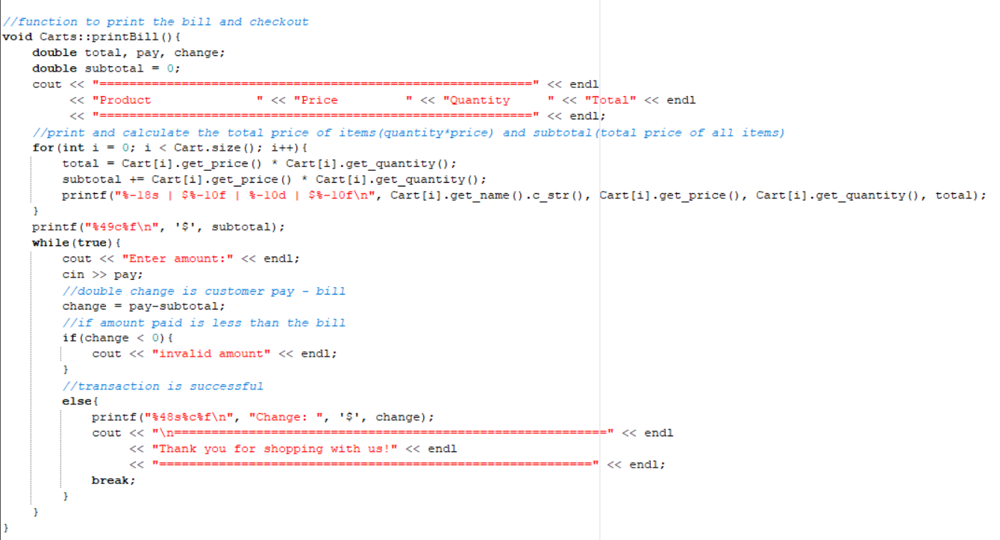 //function to print the bill and checkout
void Carts::printBill(){
    double total, pay, change;
    double subtotal = 0;
    cout << "==========================================================" << endl
         << "Product              " << "Price         " << "Quantity     " << "Total" << endl
         << "==========================================================" << endl;
    //print and calculate the total price of items(quantity*price) and subtotal(total price of all items)
    for(int i = 0; i < Cart.size(); i++){
        total = Cart[i].get_price() * Cart[i].get_quantity();
        subtotal += Cart[i].get_price() * Cart[i].get_quantity();
        printf("%-18s | $%-10f | %-10d | $%-10f\n", Cart[i].get_name().c_str(), Cart[i].get_price(), Cart[i].get_quantity(), total);
    }
    printf("%49c%f\n", '$', subtotal);
    while(true){
        cout << "Enter amount:" << endl;
        cin >> pay;
        //double change is customer pay - bill
        change = pay-subtotal;
        //if amount paid is less than the bill
        if(change < 0){
            cout << "invalid amount" << endl;
        }
        //transaction is successful
        else{
            printf("%48s%c%f\n", "Change: ", '$', change);
            cout << "\n==========================================================" << endl
                 << "Thank you for shopping with us!" << endl
                 << "==========================================================" << endl;
            break;
        }
    }
}